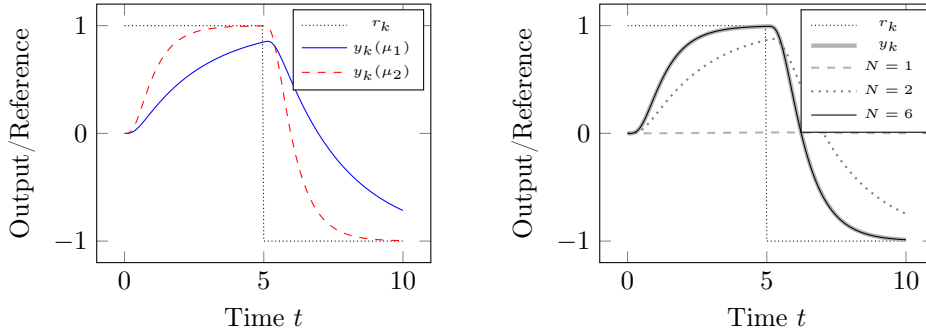 1
0
−1
0
5
10
Output/Reference
Time t
r_k
y_k(μ_1)
y_k(μ_2)
1
0
−1
0
5
10
Output/Reference
Time t
r_k
y_k
N = 1
N = 2
N = 6